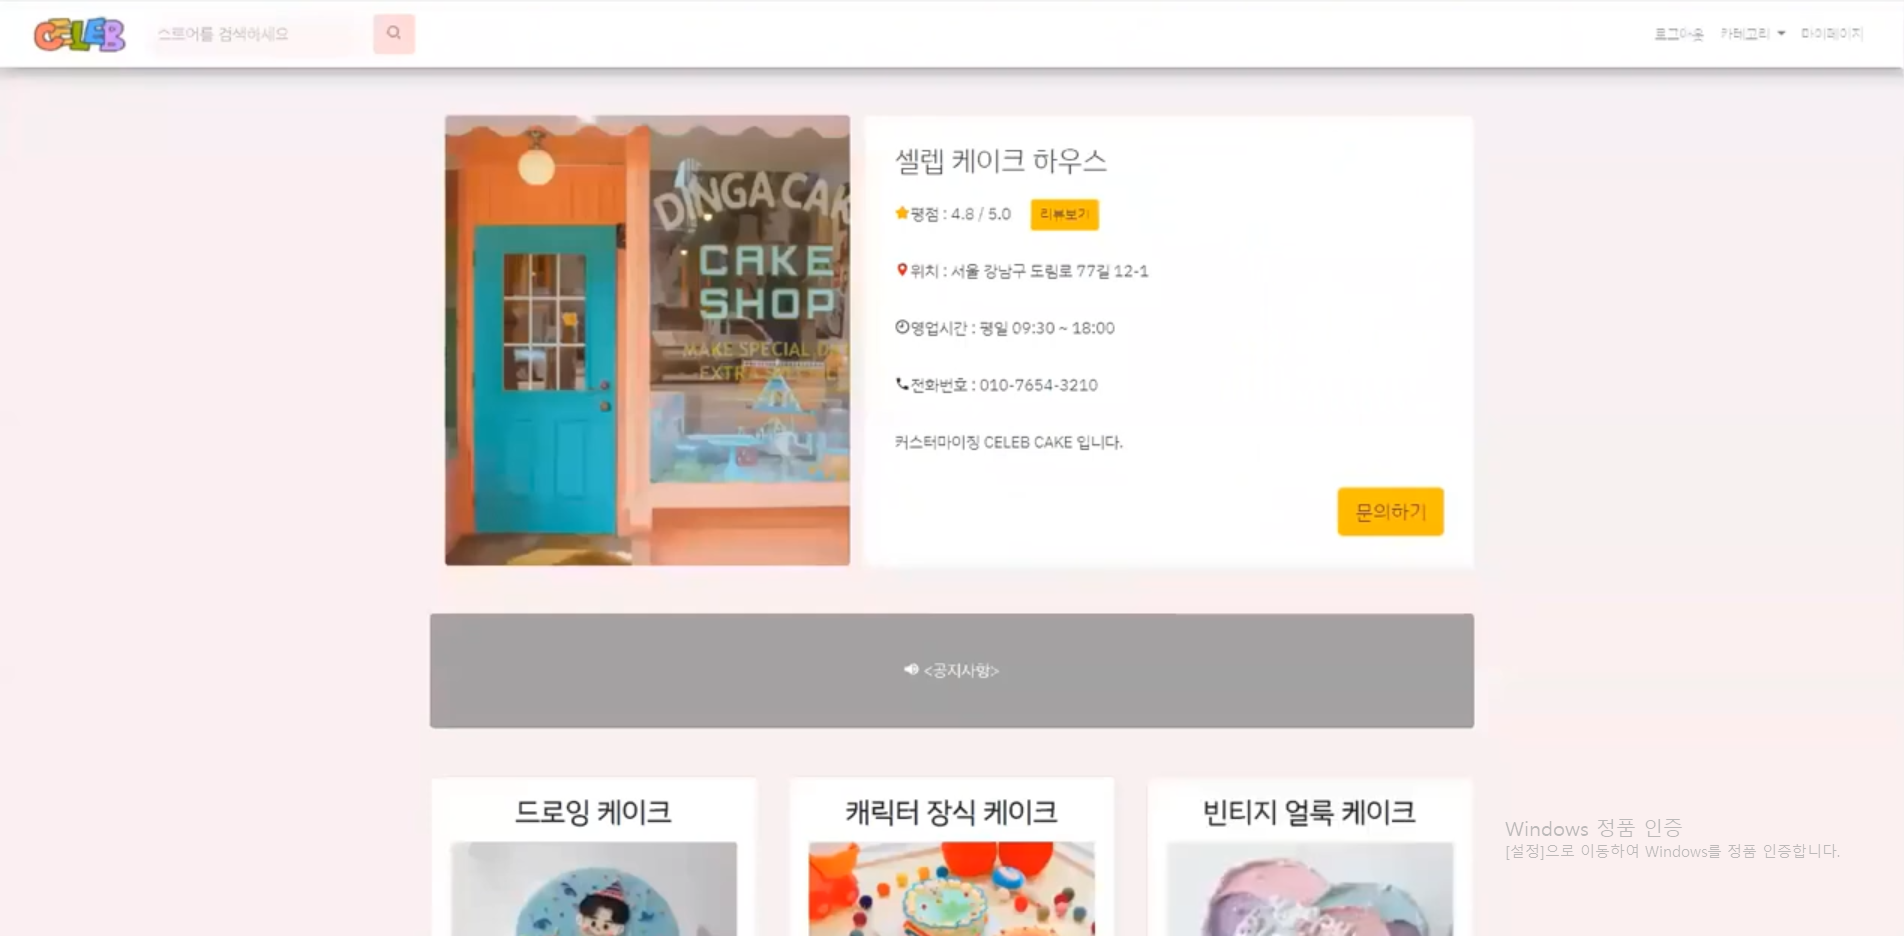 CELEB
스토어를 검색하세요
로그아웃 카테고리 마이페이지
DINGA CAK
CAKE
SHOP
MAKE SPECIAL
EXTRA SPECIAL
셀렙 케이크 하우스
평점 : 4.8 / 5.0 리뷰보기
위치 : 서울 강남구 도림로 77길 12-1
영업시간 : 평일 09:30 ~ 18:00
전화번호 : 010-7654-3210
커스터마이징 CELEB CAKE 입니다.
문의하기
<공지사항>
드로잉 케이크
캐릭터 장식 케이크
빈티지 얼룩 케이크
Windows 정품 인증
[설정]으로 이동하여 Windows를 정품 인증합니다.